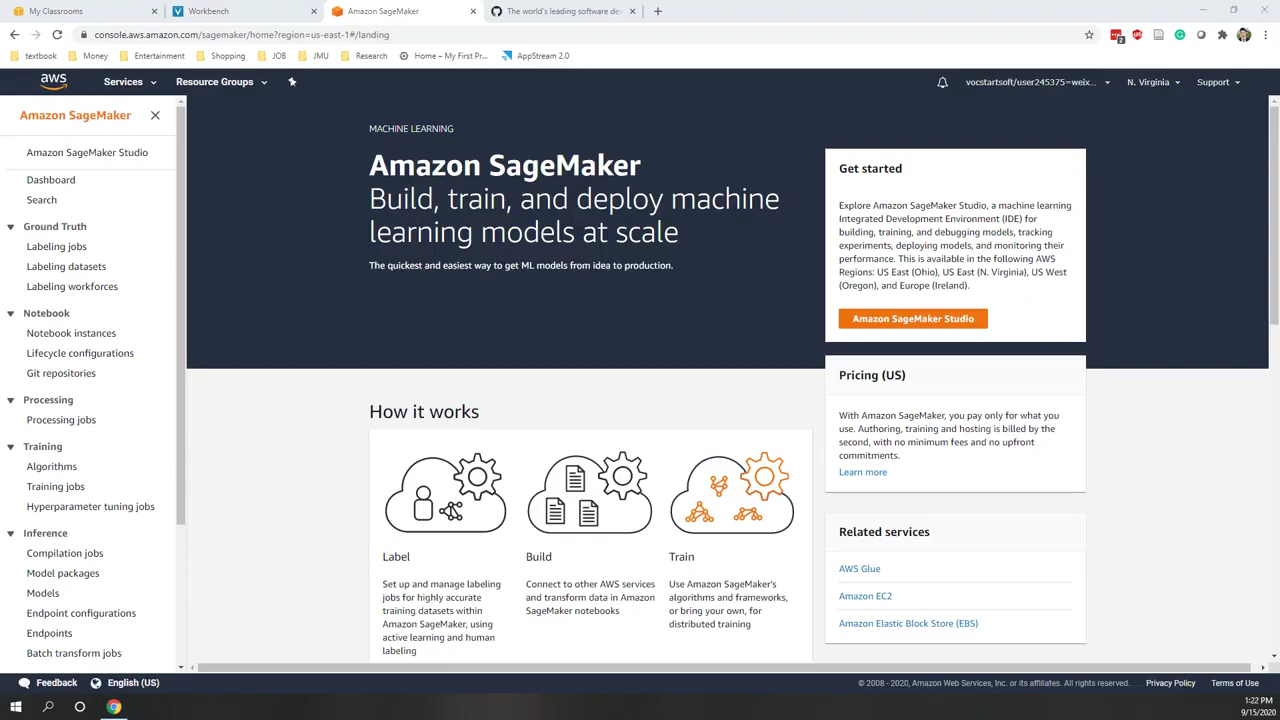 My Classrooms
Workbench
Amazon SageMaker
The world's leading software de
console.aws.amazon.com/sagemaker/home?region=us-east-1#/landing
2
textbook
Money
Entertainment
Shopping
JOB
JMU
Research
Home – My First Pr...
AppStream 2.0
aws
Services
Resource Groups
vocstartsoft/user245375=weix...
N. Virginia
Support
Amazon SageMaker
Amazon SageMaker Studio
Dashboard
Search
Ground Truth
Labeling jobs
Labeling datasets
Labeling workforces
Notebook
Notebook instances
Lifecycle configurations
Git repositories
Processing
Processing jobs
Training
Algorithms
Training jobs
Hyperparameter tuning jobs
Inference
Compilation jobs
Model packages
Models
Endpoint configurations
Endpoints
Batch transform jobs
MACHINE LEARNING
Amazon SageMaker
Build, train, and deploy machine
learning models at scale
The quickest and easiest way to get ML models from idea to production.
Get started
Explore Amazon SageMaker Studio, a machine learning
Integrated Development Environment (IDE) for
building, training, and debugging models, tracking
experiments, deploying models, and monitoring their
performance. This is available in the following AWS
Regions: US East (Ohio), US East (N. Virginia), US West
(Oregon), and Europe (Ireland).
Amazon SageMaker Studio
Pricing (US)
With Amazon SageMaker, you pay only for what you
use. Authoring, training and hosting is billed by the
second, with no minimum fees and no upfront
commitments.
Learn more
Related services
AWS Glue
Amazon EC2
Amazon Elastic Block Store (EBS)
How it works
Label
Set up and manage labeling
jobs for highly accurate
training datasets within
Amazon SageMaker, using
active learning and human
labeling
Build
Connect to other AWS services
and transform data in Amazon
SageMaker notebooks
Train
Use Amazon SageMaker's
algorithms and frameworks,
or bring your own, for
distributed training
Feedback
English (US)
© 2008 - 2020, Amazon Web Services, Inc. or its affiliates. All rights reserved.
Privacy Policy
Terms of Use
1:22 PM
9/15/2020